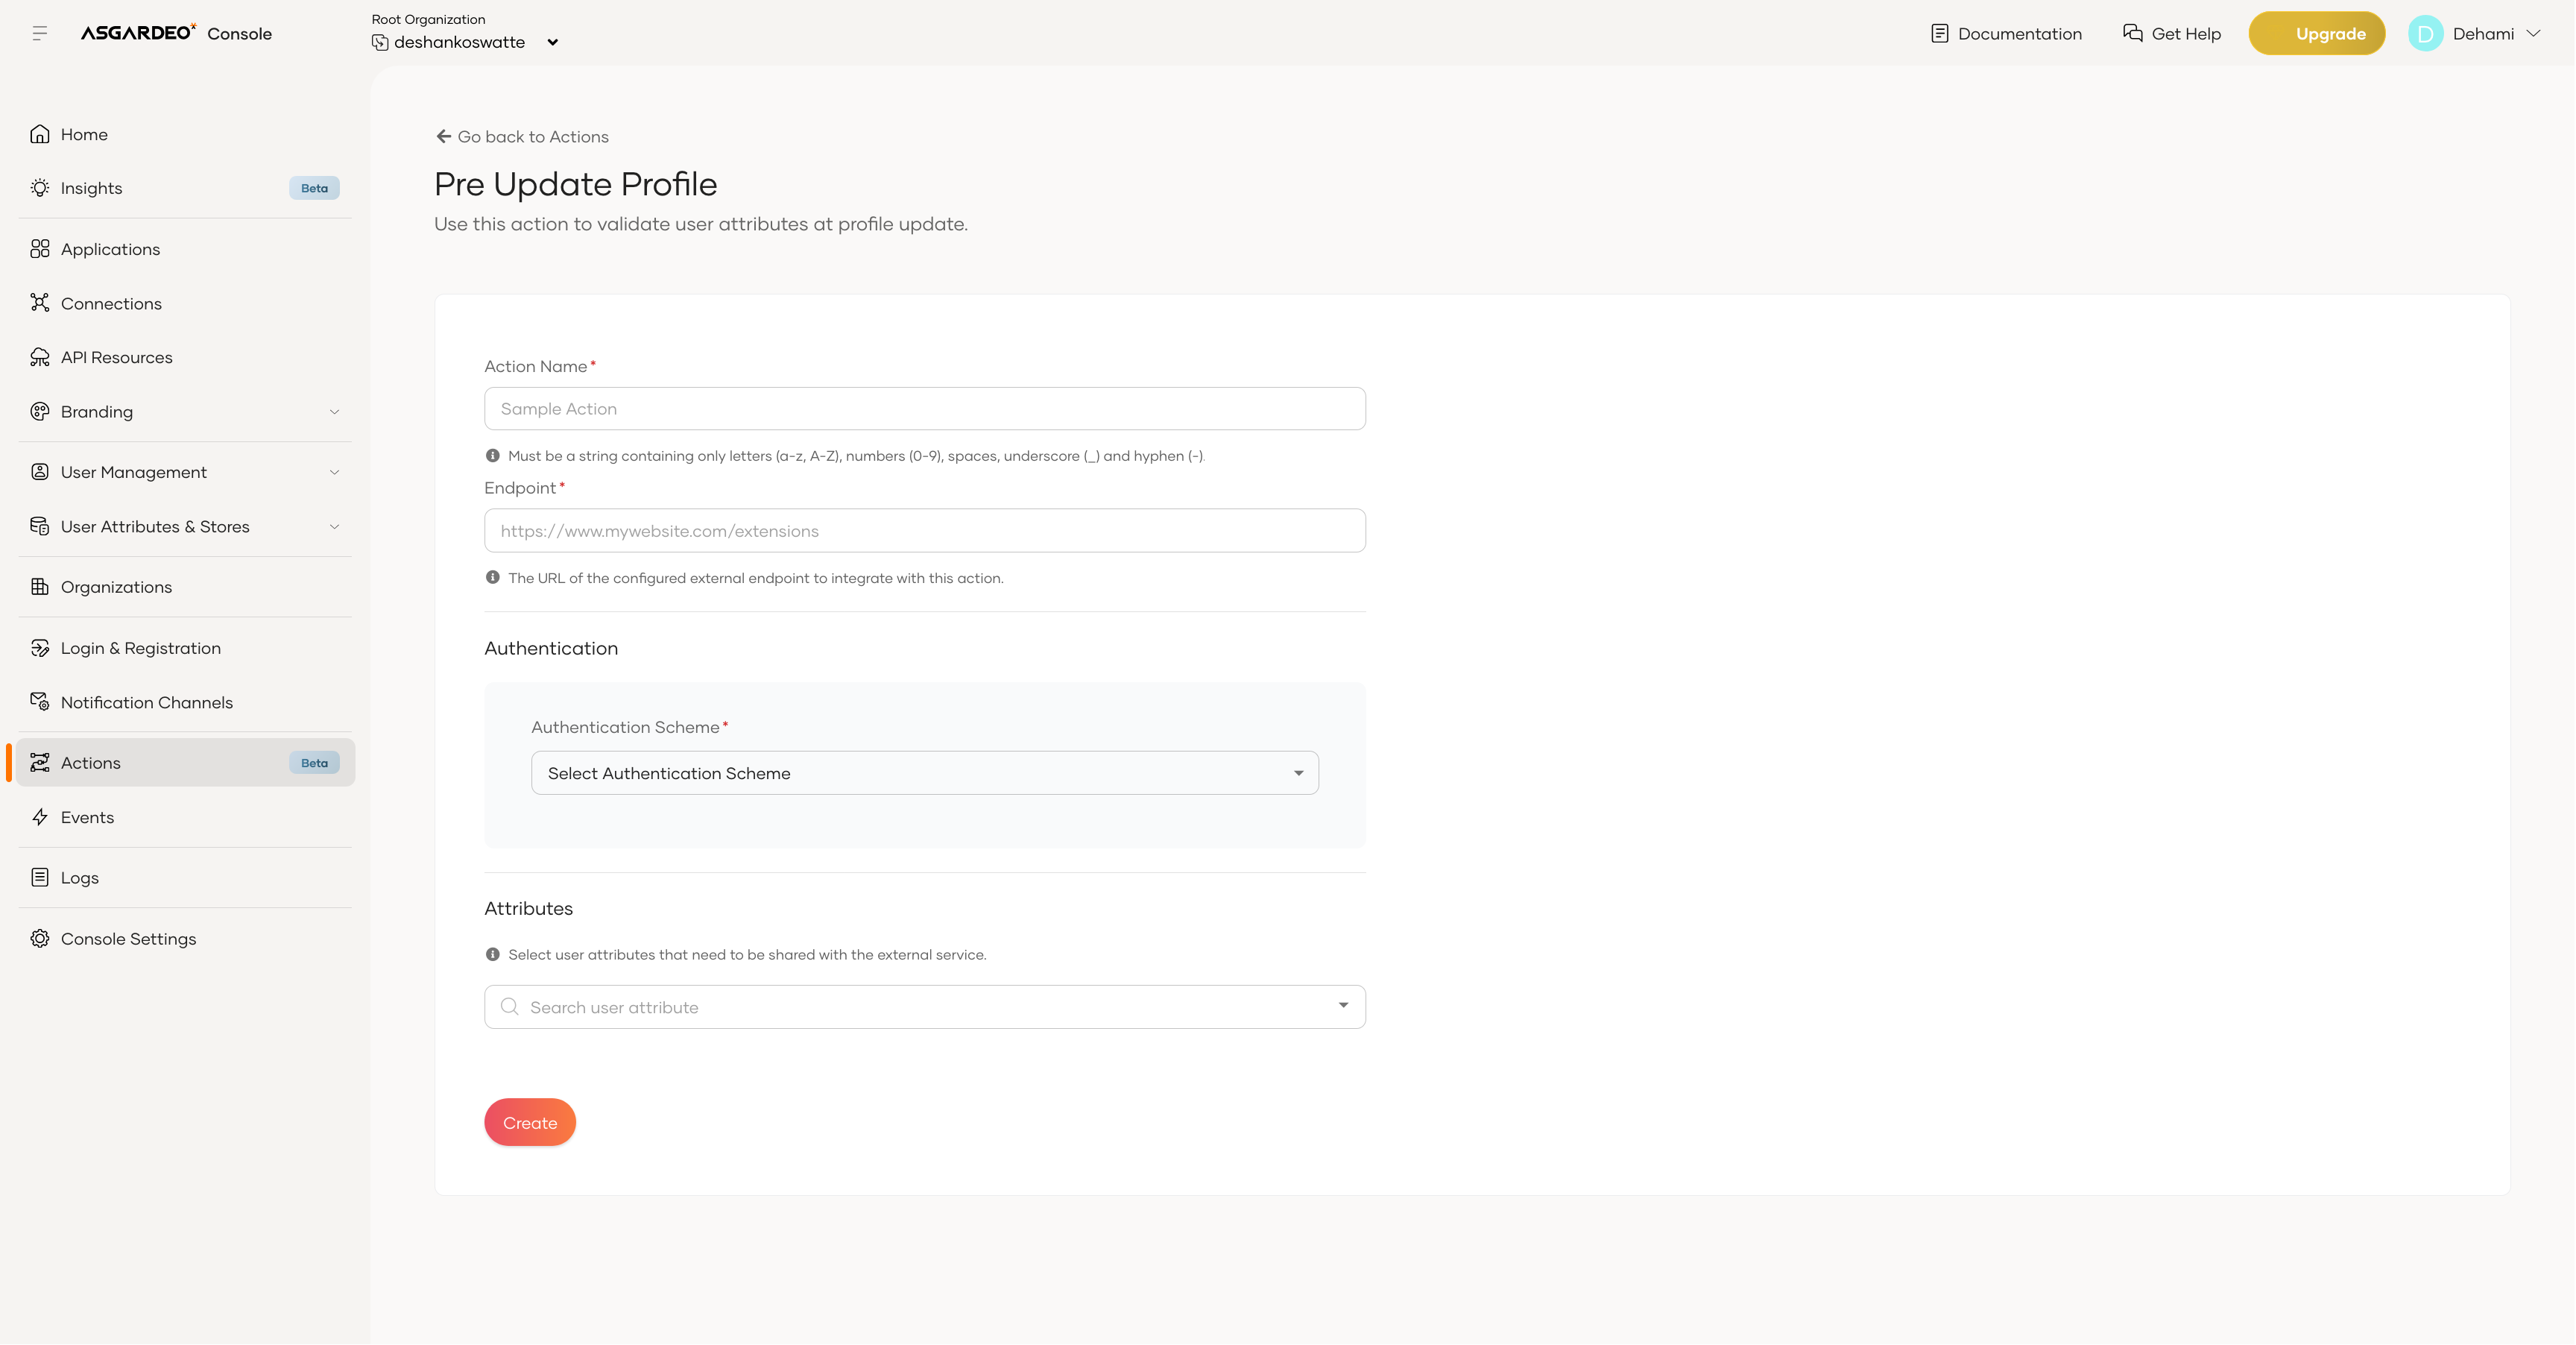 ASGARDEO Console
Root Organization
deshankoswatte
Documentation
Get Help
Upgrade
D
Dehami
Home
Insights
Beta
Applications
Connections
API Resources
Branding
User Management
User Attributes & Stores
Organizations
Login & Registration
Notification Channels
Actions
Beta
Events
Logs
Console Settings
Go back to Actions
Pre Update Profile
Use this action to validate user attributes at profile update.
Action Name*
Sample Action
Must be a string containing only letters (a-z, A-Z), numbers (0-9), spaces, underscore (_) and hyphen (-).
Endpoint*
https://www.mywebsite.com/extensions
The URL of the configured external endpoint to integrate with this action.
Authentication
Authentication Scheme*
Select Authentication Scheme
Attributes
Select user attributes that need to be shared with the external service.
Search user attribute
Create